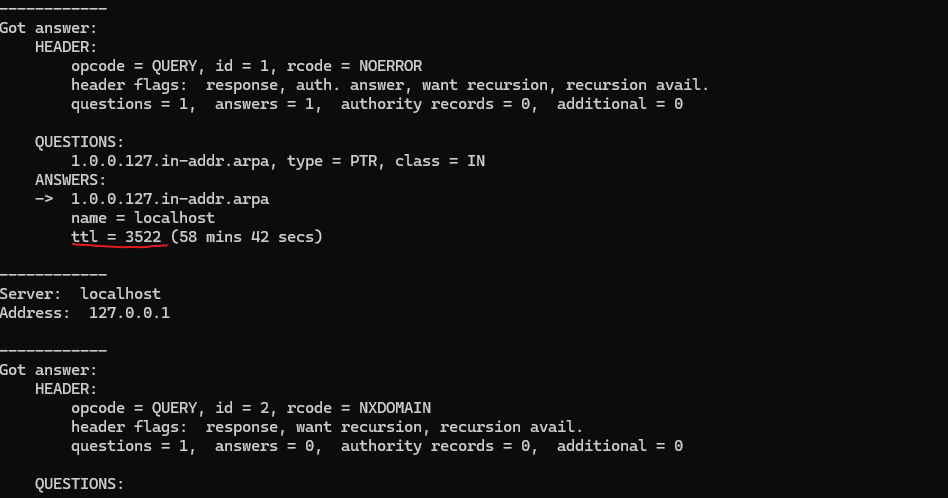 ------------
Got answer:
    HEADER:
        opcode = QUERY, id = 1, rcode = NOERROR
        header flags:  response, auth. answer, want recursion, recursion avail.
        questions = 1,  answers = 1,  authority records = 0,  additional = 0

    QUESTIONS:
        1.0.0.127.in-addr.arpa, type = PTR, class = IN
    ANSWERS:
    ->  1.0.0.127.in-addr.arpa
        name = localhost
        ttl = 3522 (58 mins 42 secs)

------------
Server:  localhost
Address:  127.0.0.1

------------
Got answer:
    HEADER:
        opcode = QUERY, id = 2, rcode = NXDOMAIN
        header flags:  response, want recursion, recursion avail.
        questions = 1,  answers = 0,  authority records = 0,  additional = 0

    QUESTIONS: